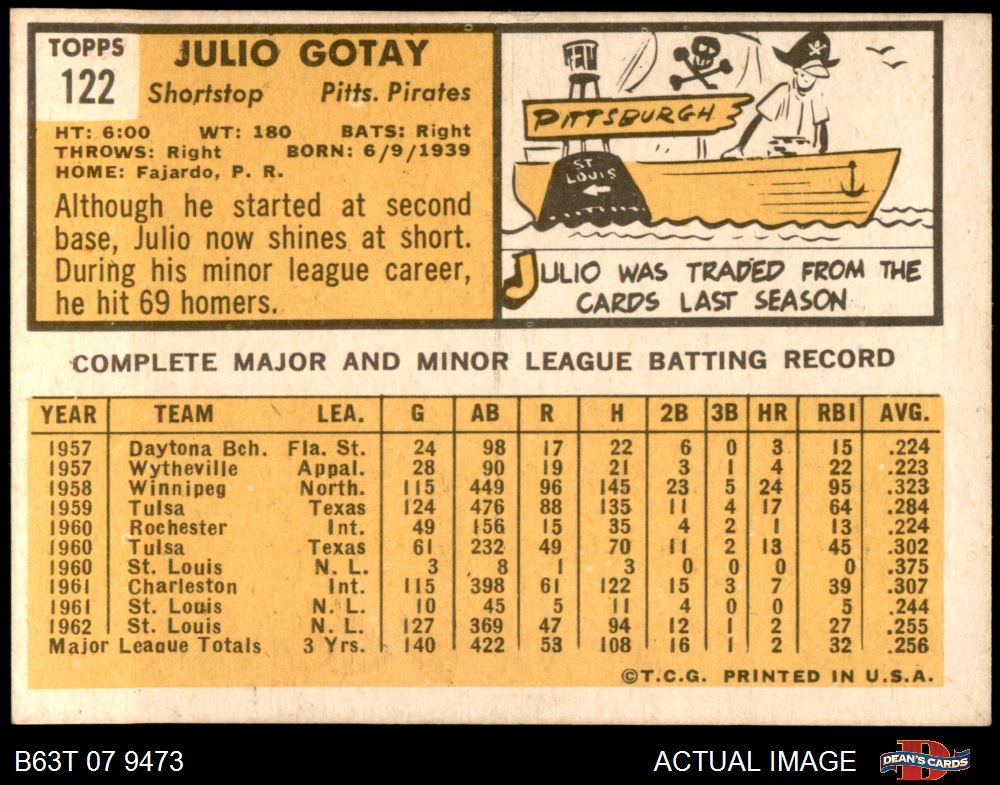 TOPPS
122
JULIO GOTAY
Shortstop Pitts. Pirates
HT: 6:00 WT: 180 BATS: Right
THROWS: Right BORN: 6/9/1939
HOME: Fajardo, P. R.
Although he started at second
base, Julio now shines at short.
During his minor league career,
he hit 69 homers.
PITTSBURGH
ST
LOUIS
JULIO WAS TRADED FROM THE
CARDS LAST SEASON
COMPLETE MAJOR AND MINOR LEAGUE BATTING RECORD
YEAR TEAM LEA. G AB R H 2B 3B HR RBI AVG.
1957 Daytona Bch. Fla. St. 24 98 17 22 6 0 3 15 .224
1957 Wytheville Appal. 28 90 19 21 3 1 4 22 .223
1958 Winnipeg North. 115 449 96 145 23 5 24 95 .323
1959 Tulsa Texas 124 476 88 135 11 4 17 64 .284
1960 Rochester Int. 49 156 15 35 4 2 1 13 .224
1960 Tulsa Texas 61 232 49 70 11 2 13 45 .302
1960 St. Louis N. L. 3 8 1 3 0 0 0 0 .375
1961 Charleston Int. 115 398 61 122 15 3 7 39 .307
1961 St. Louis N. L. 10 45 5 11 4 0 0 5 .244
1962 St. Louis N. L. 127 369 47 94 12 1 2 27 .255
Major League Totals 3 Yrs. 140 422 53 108 16 1 2 32 .256
©T.C.G. PRINTED IN U.S.A.
B63T 07 9473 ACTUAL IMAGE
DEAN'S CARDS